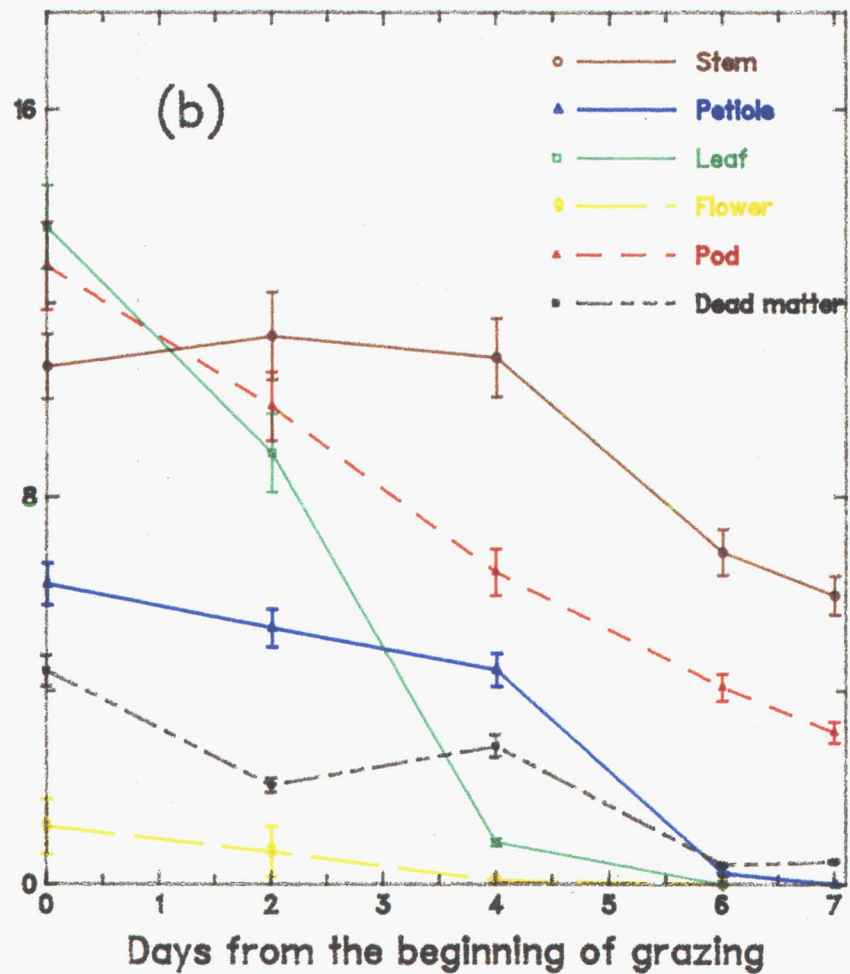 (b)
Stem
Petiole
Leaf
Flower
Pod
Dead matter
16
8
0
0 1 2 3 4 5 6 7
Days from the beginning of grazing